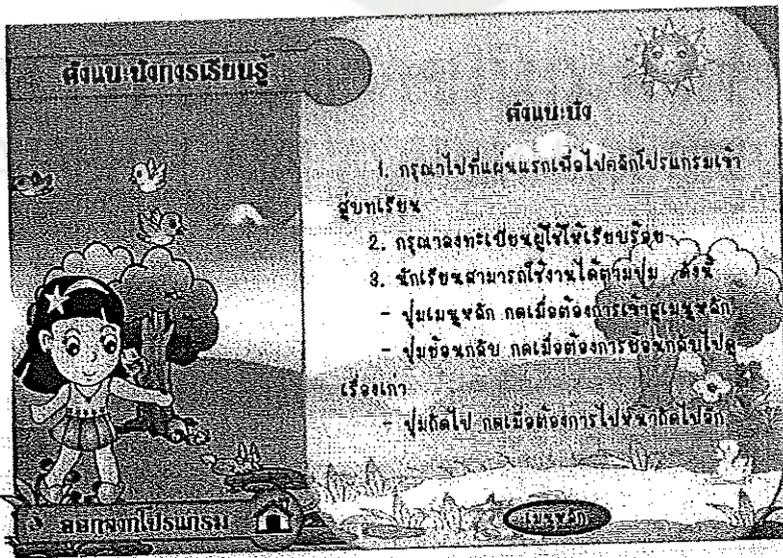 คำแนะนำการเรียนรู้
คำแนะนำ
1. กรุณาไปที่แผ่นแรกเพื่อไปคลิกโปรแกรมเข้า
สู่บทเรียน
2. กรุณาลงทะเบียนผู้ใช้ให้เรียบร้อย
3. นักเรียนสามารถใช้งานได้ตามปุ่ม ดังนี้
- ปุ่มเมนูหลัก กดเมื่อต้องการเข้าสู่เมนูหลัก
- ปุ่มย้อนกลับ กดเมื่อต้องการย้อนกลับไปดู
เรื่องเก่า
- ปุ่มถัดไป กดเมื่อต้องการไปหน้าถัดไปอีก
ออกจากโปรแกรม
เมนูหลัก